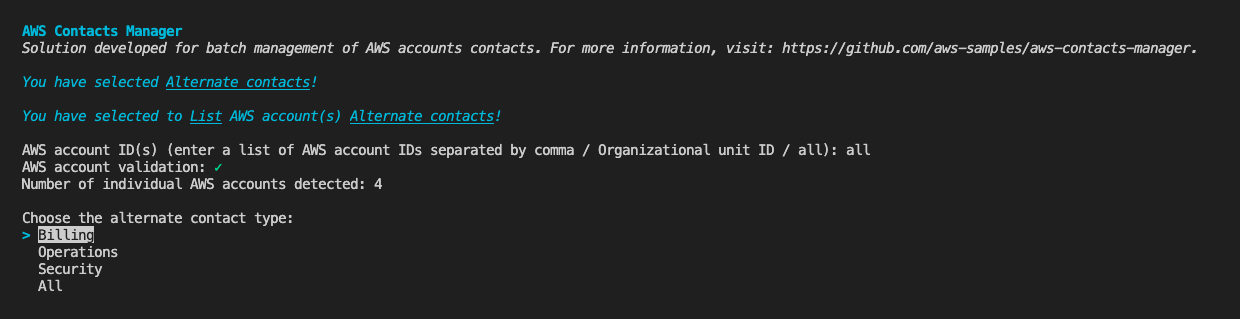 AWS Contacts Manager
Solution developed for batch management of AWS accounts contacts. For more information, visit: https://github.com/aws-samples/aws-contacts-manager.
You have selected Alternate contacts!
You have selected to List AWS account(s) Alternate contacts!
AWS account ID(s) (enter a list of AWS account IDs separated by comma / Organizational unit ID / all): all
AWS account validation: ✓
Number of individual AWS accounts detected: 4
Choose the alternate contact type:
> Billing
Operations
Security
All